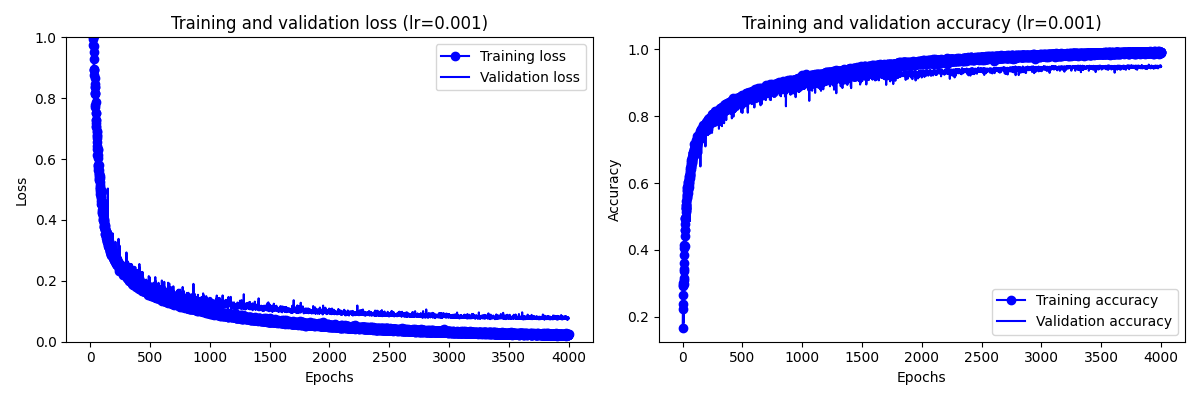 Training and validation loss (lr=0.001)
1.0
0.8
0.6
0.4
0.2
0.0
Loss
Training loss
Validation loss
0 500 1000 1500 2000 2500 3000 3500 4000
Epochs
Training and validation accuracy (lr=0.001)
1.0
0.8
0.6
0.4
0.2
Accuracy
Training accuracy
Validation accuracy
0 500 1000 1500 2000 2500 3000 3500 4000
Epochs